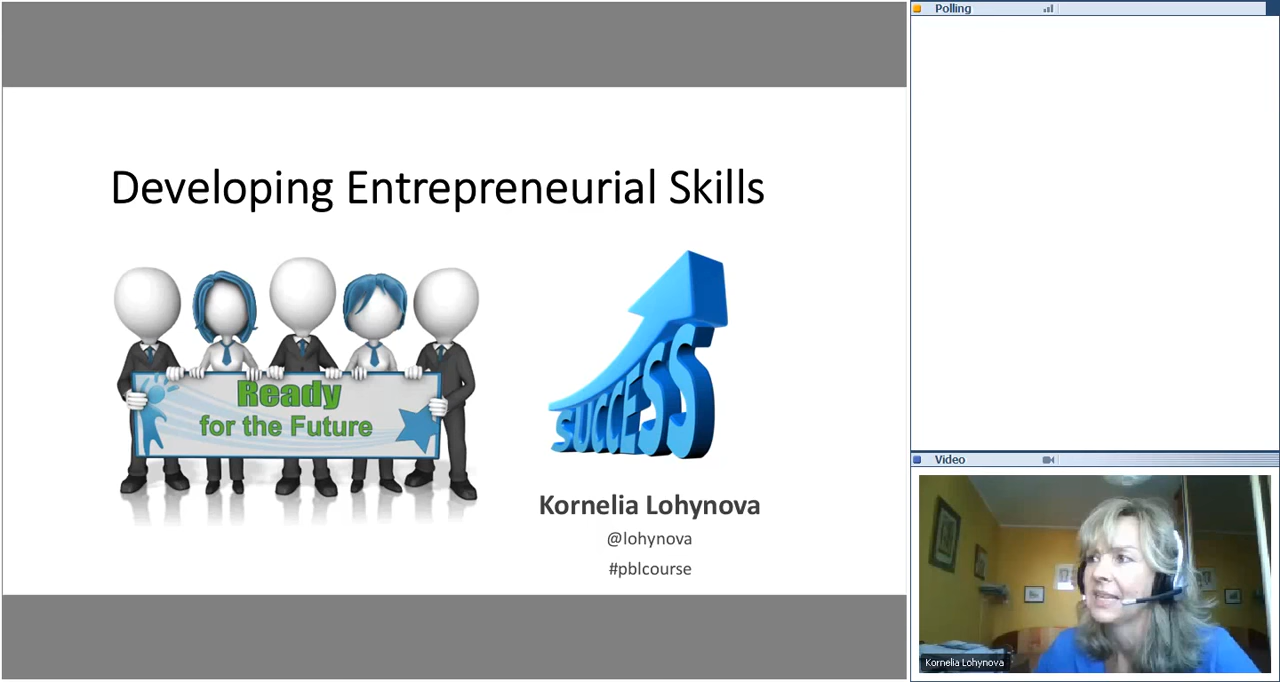 Developing Entrepreneurial Skills
Ready
for the Future
SUCCESS
Kornelia Lohynova
@lohynova
#pblcourse
Polling
Video
Kornelia Lohynova